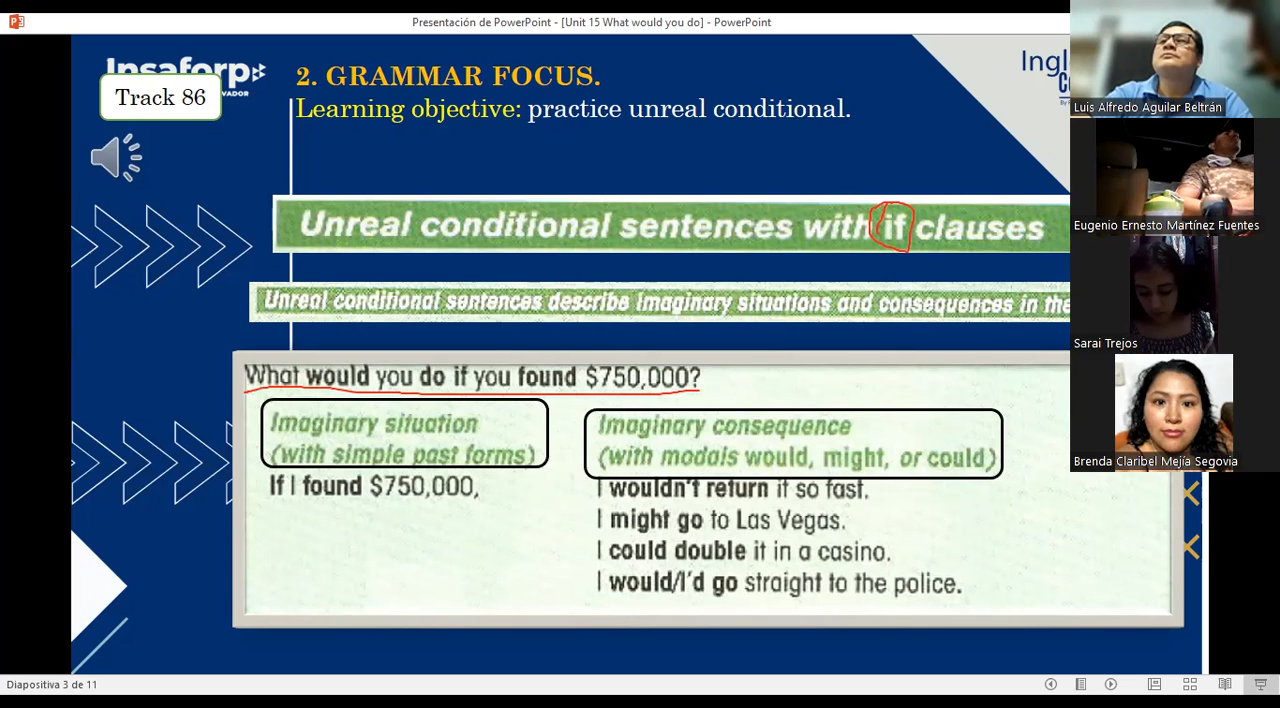 Presentación de PowerPoint - [Unit 15 What would you do] - PowerPoint
Insaforp
Track 86
2. GRAMMAR FOCUS.
Learning objective: practice unreal conditional.
Unreal conditional sentences with if clauses
Unreal conditional sentences describe imaginary situations and consequences in the
What would you do if you found $750,000?
Imaginary situation
(with simple past forms)
If I found $750,000,
Imaginary consequence
(with modals would, might, or could)
I wouldn't return it so fast.
I might go to Las Vegas.
I could double it in a casino.
I would/I'd go straight to the police.
Luis Alfredo Aguilar Beltrán
Eugenio Ernesto Martínez Fuentes
Sarai Trejos
Brenda Claribel Mejía Segovia
Diapositiva 3 de 11